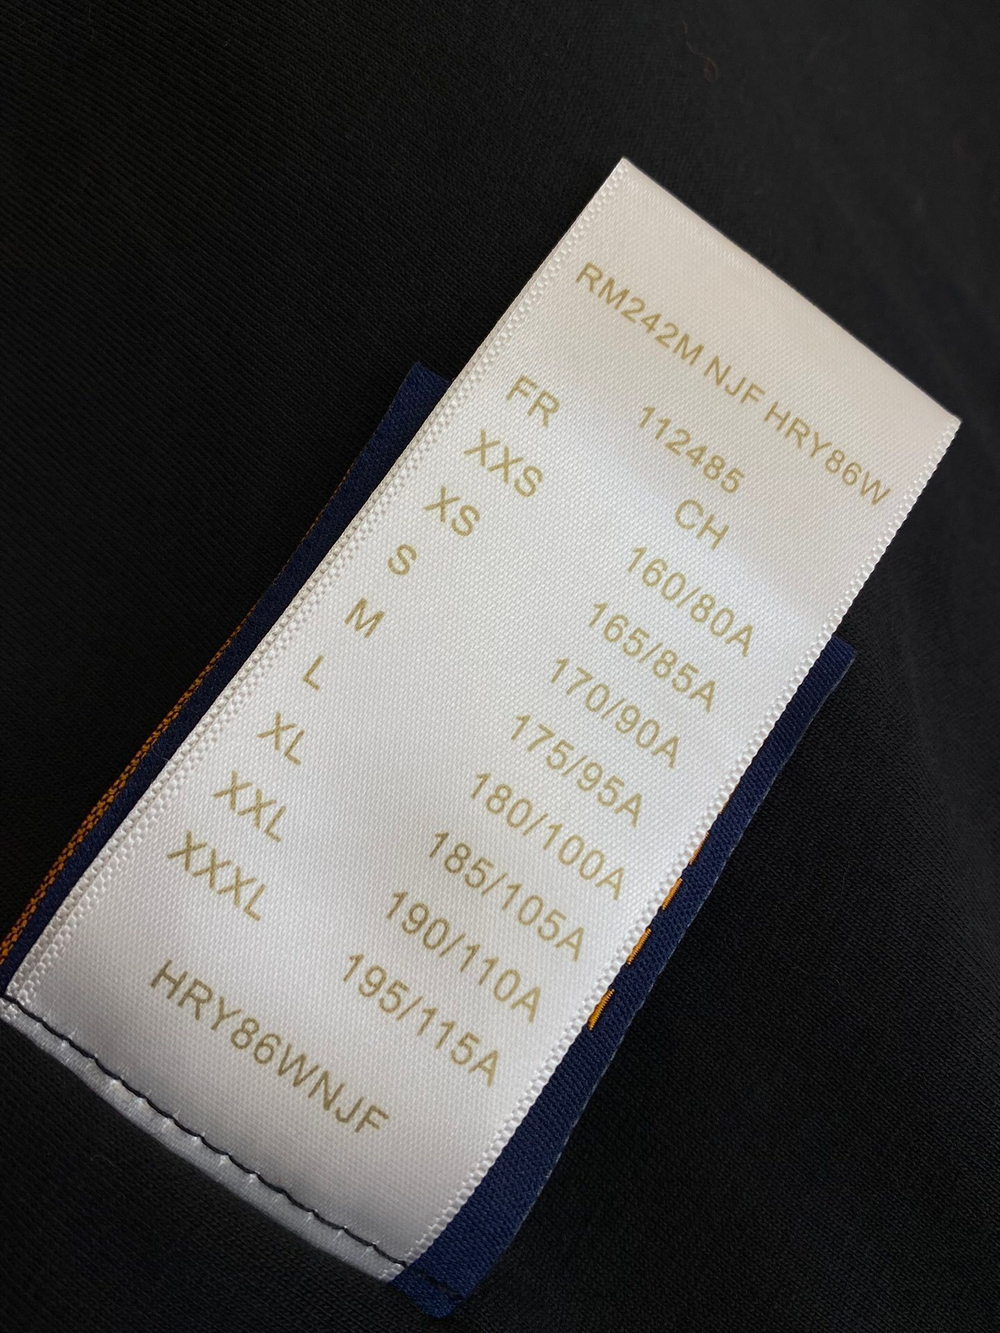 RM242M NJF HRY86W
112485
FR CH
XXS 160/80A
XS 165/85A
S 170/90A
M 175/95A
L 180/100A
XL 185/105A
XXL 190/110A
XXXL 195/115A
HRY86WNJF